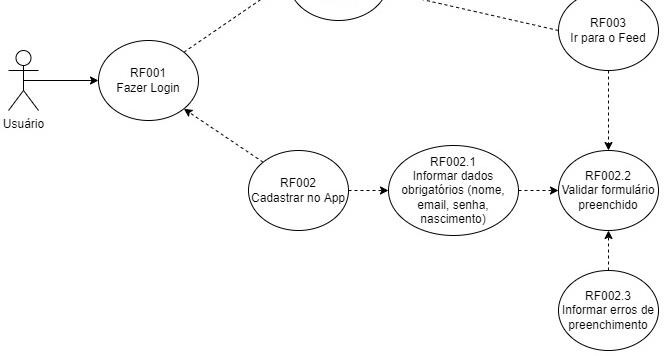 RF003
Ir para o Feed
RF001
Fazer Login
Usuário
RF002
Cadastrar no App
RF002.1
Informar dados
obrigatórios (nome,
email, senha,
nascimento)
RF002.2
Validar formulário
preenchido
RF002.3
Informar erros de
preenchimento